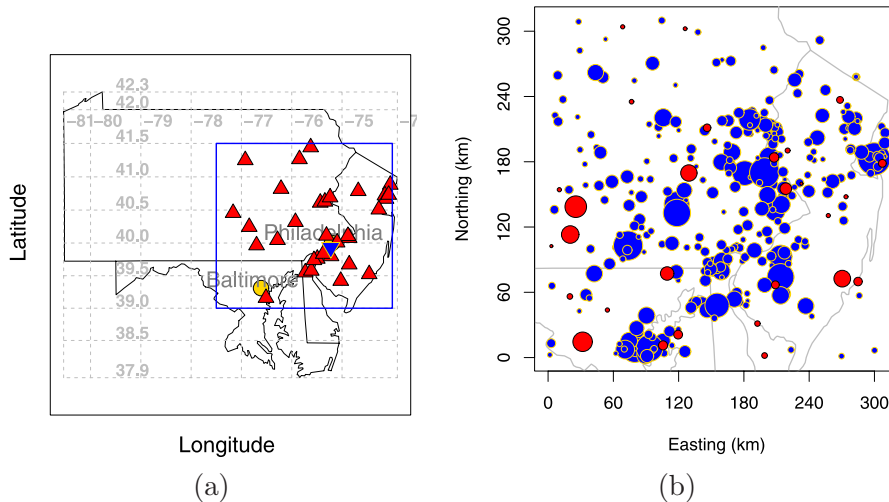 42.3
42.0
−81−80 −78 −77 −75 −74
41.5
41.0
40.5
40.0
39.5
39.0
38.5
37.9
Philadelphia
Baltimore
Latitude
Longitude
(a)
300
240
180
120
60
0
Northing (km)
0 60 120 180 240 300
Easting (km)
(b)